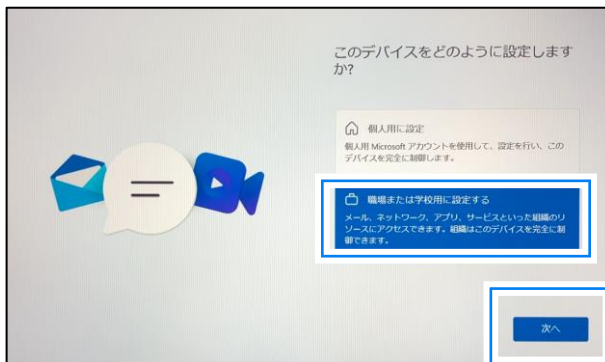 このデバイスをどのように設定します
か?
個人用に設定
個人用 Microsoft アカウントを使用して、設定を行い、この
デバイスを完全に制御します。
職場または学校用に設定する
メール、ネットワーク、アプリ、サービスといった組織のリ
ソースにアクセスできます。組織はこのデバイスを完全に制
御できます。
次へ